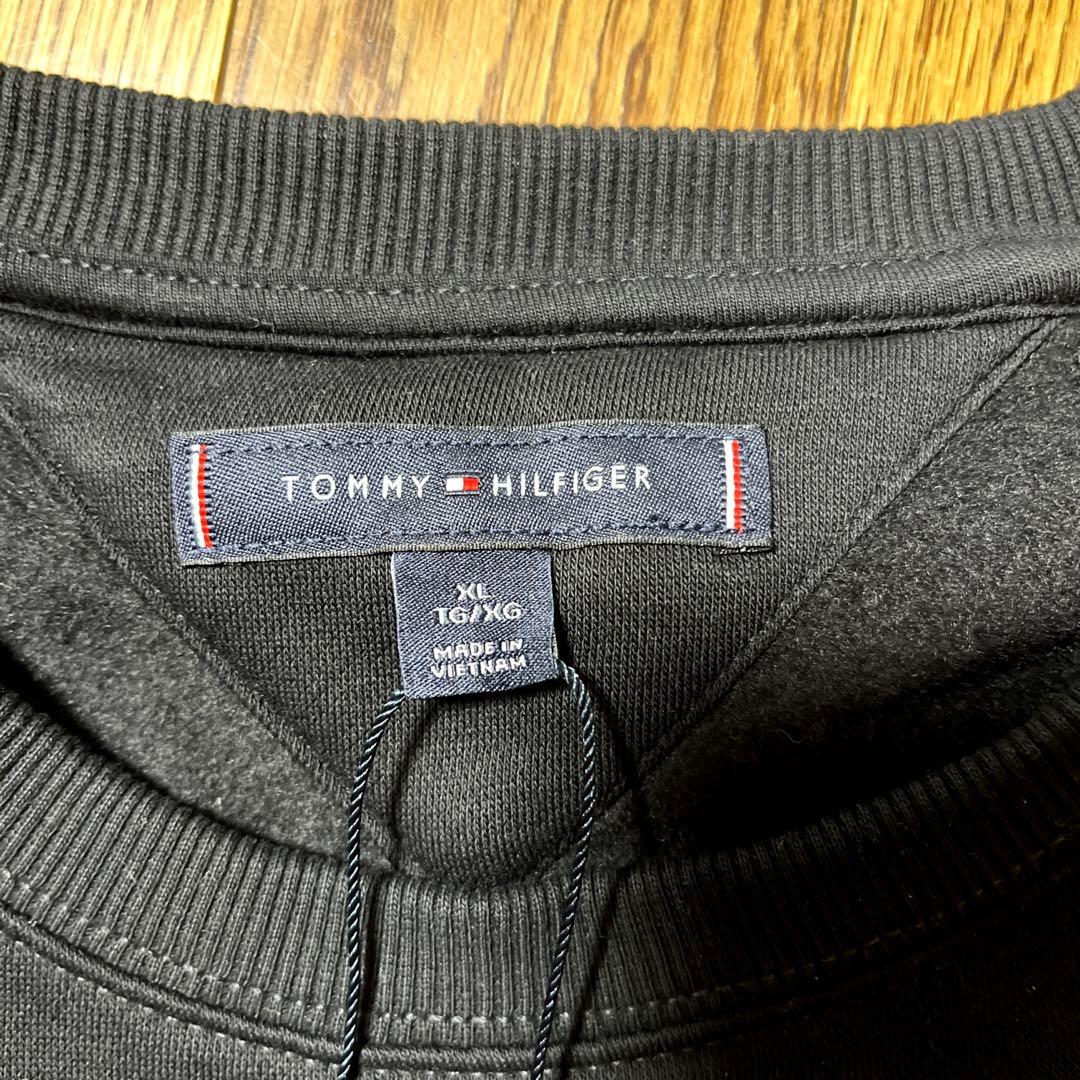 TOMMY HILFIGER
XL
TG/XG
MADE IN
VIETNAM